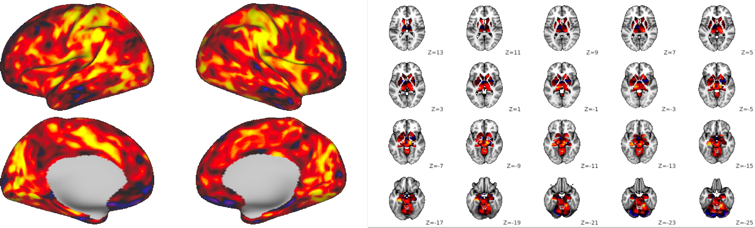 Z=13 Z=11 Z=9 Z=7 Z=5
Z=3 Z=1 Z=-1 Z=-3 Z=-5
Z=-7 Z=-9 Z=-11 Z=-13 Z=-15
Z=-17 Z=-19 Z=-21 Z=-23 Z=-25